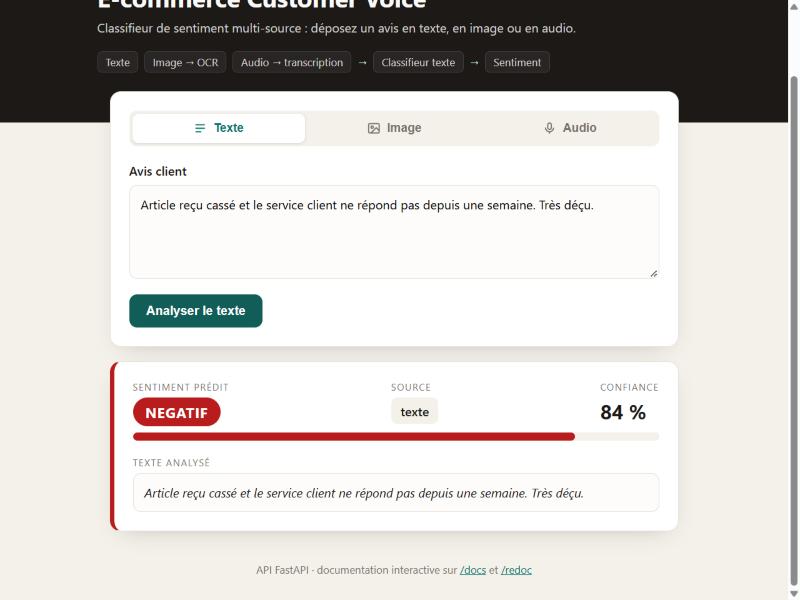 E-commerce Customer Voice
Classifieur de sentiment multi-source : déposez un avis en texte, en image ou en audio.
Texte Image → OCR Audio → transcription → Classifieur texte → Sentiment
Texte Image Audio
Avis client
Article reçu cassé et le service client ne répond pas depuis une semaine. Très déçu.
Analyser le texte
SENTIMENT PRÉDIT SOURCE CONFIANCE
NEGATIF texte 84 %
TEXTE ANALYSÉ
Article reçu cassé et le service client ne répond pas depuis une semaine. Très déçu.
API FastAPI · documentation interactive sur /docs et /redoc